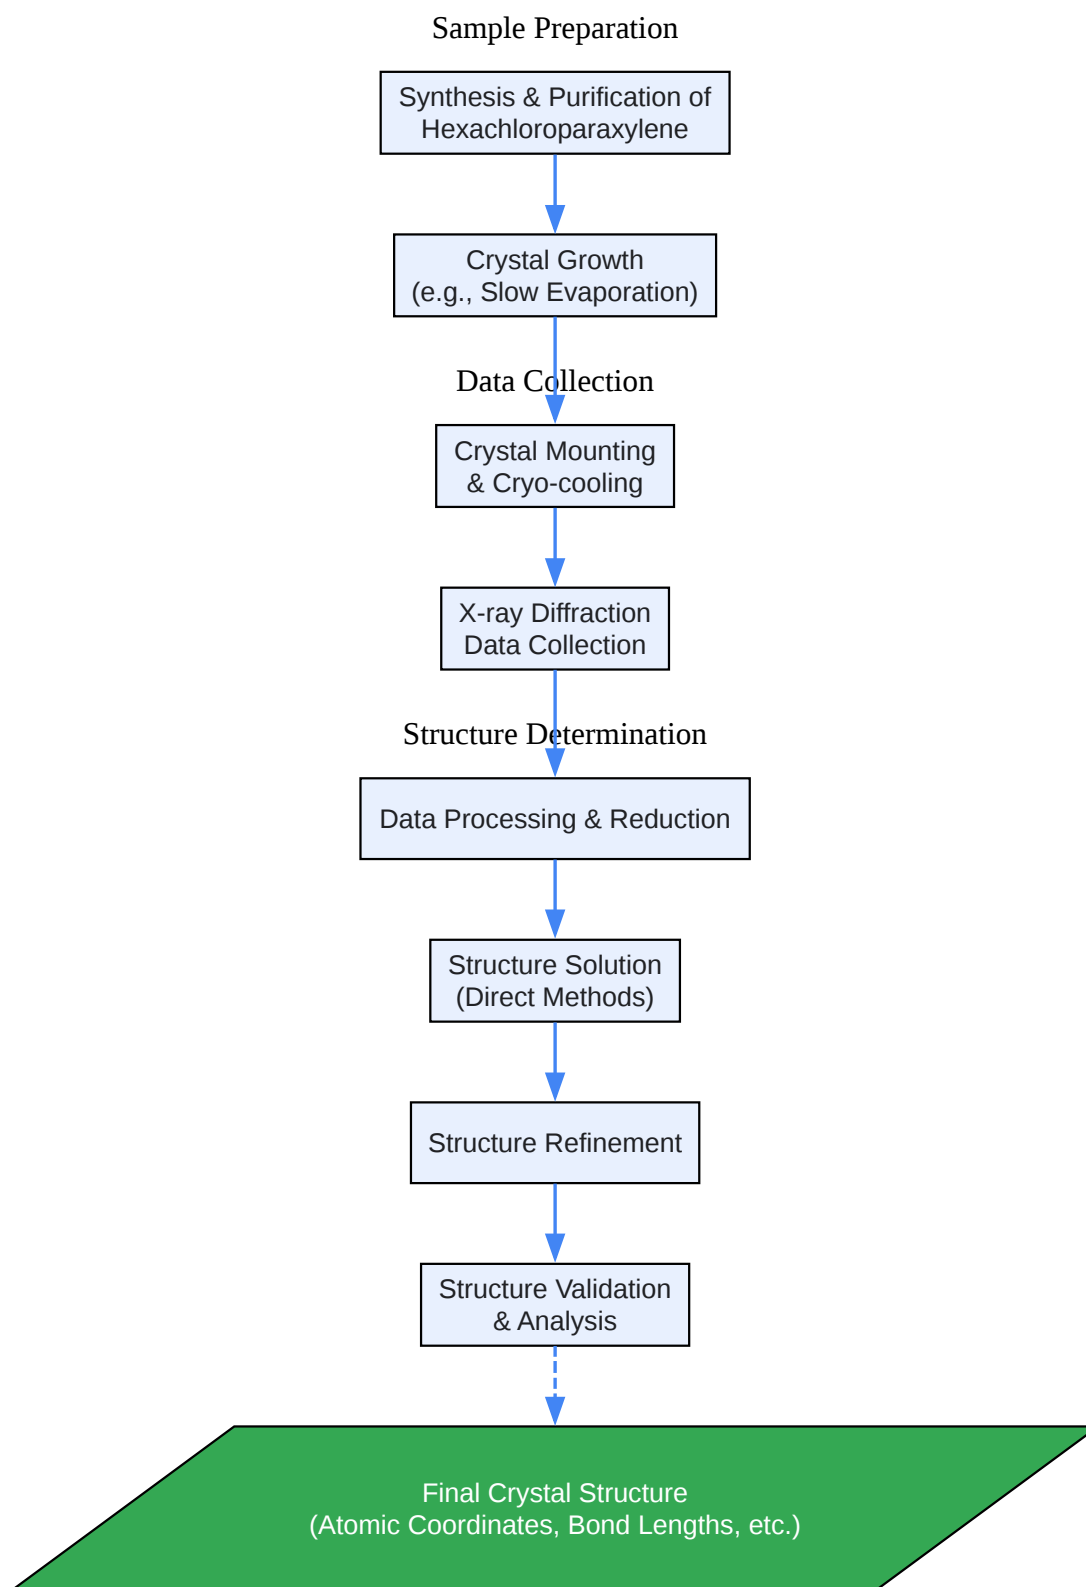 Sample Preparation
Synthesis & Purification of
Hexachloroparaxylene
Crystal Growth
(e.g., Slow Evaporation)
Data Collection
Crystal Mounting
& Cryo-cooling
X-ray Diffraction
Data Collection
Structure Determination
Data Processing & Reduction
Structure Solution
(Direct Methods)
Structure Refinement
Structure Validation
& Analysis
Final Crystal Structure
(Atomic Coordinates, Bond Lengths, etc.)